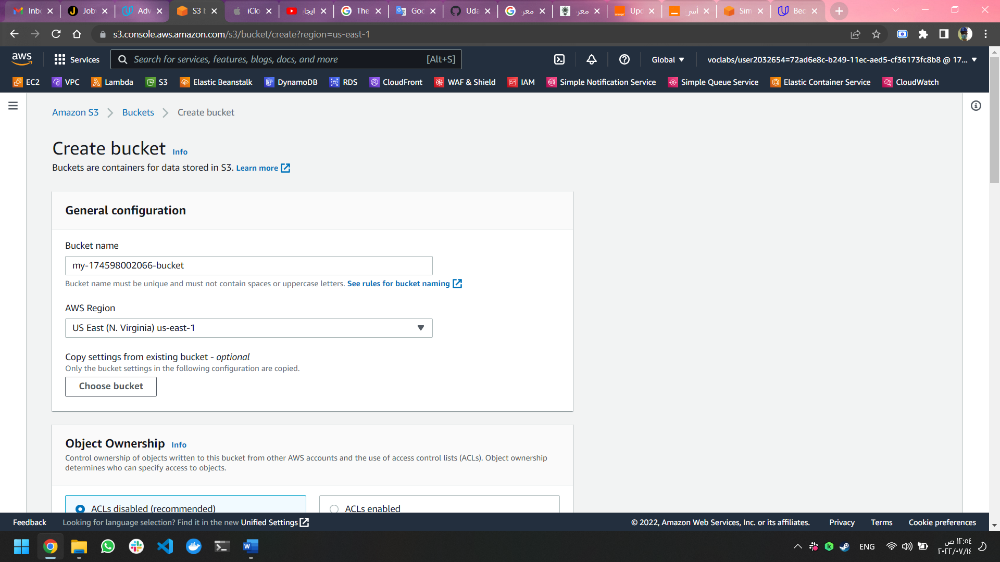 Inbc
Job
Adv
S3 b
iClo
ايجا
The
Goc
Uda
معر
معر
Upc
أسر
Sim
Bec
s3.console.aws.amazon.com/s3/bucket/create?region=us-east-1
aws
Services
Search for services, features, blogs, docs, and more
[Alt+S]
Global
voclabs/user2032654=72ad6e8c-b249-11ec-aed5-cf36173fc8b8 @ 17...
EC2
VPC
Lambda
S3
Elastic Beanstalk
DynamoDB
RDS
CloudFront
WAF & Shield
IAM
Simple Notification Service
Simple Queue Service
Elastic Container Service
CloudWatch
Amazon S3
Buckets
Create bucket
Create bucket Info
Buckets are containers for data stored in S3. Learn more
General configuration
Bucket name
my-174598002066-bucket
Bucket name must be unique and must not contain spaces or uppercase letters. See rules for bucket naming
AWS Region
US East (N. Virginia) us-east-1
Copy settings from existing bucket - optional
Only the bucket settings in the following configuration are copied.
Choose bucket
Object Ownership Info
Control ownership of objects written to this bucket from other AWS accounts and the use of access control lists (ACLs). Object ownership
determines who can specify access to objects.
ACLs disabled (recommended)
ACLs enabled
Feedback
Looking for language selection? Find it in the new Unified Settings
© 2022, Amazon Web Services, Inc. or its affiliates.
Privacy
Terms
Cookie preferences
ENG
١٢:٥٤ ص
٢٠٢٢/٠٧/١٤